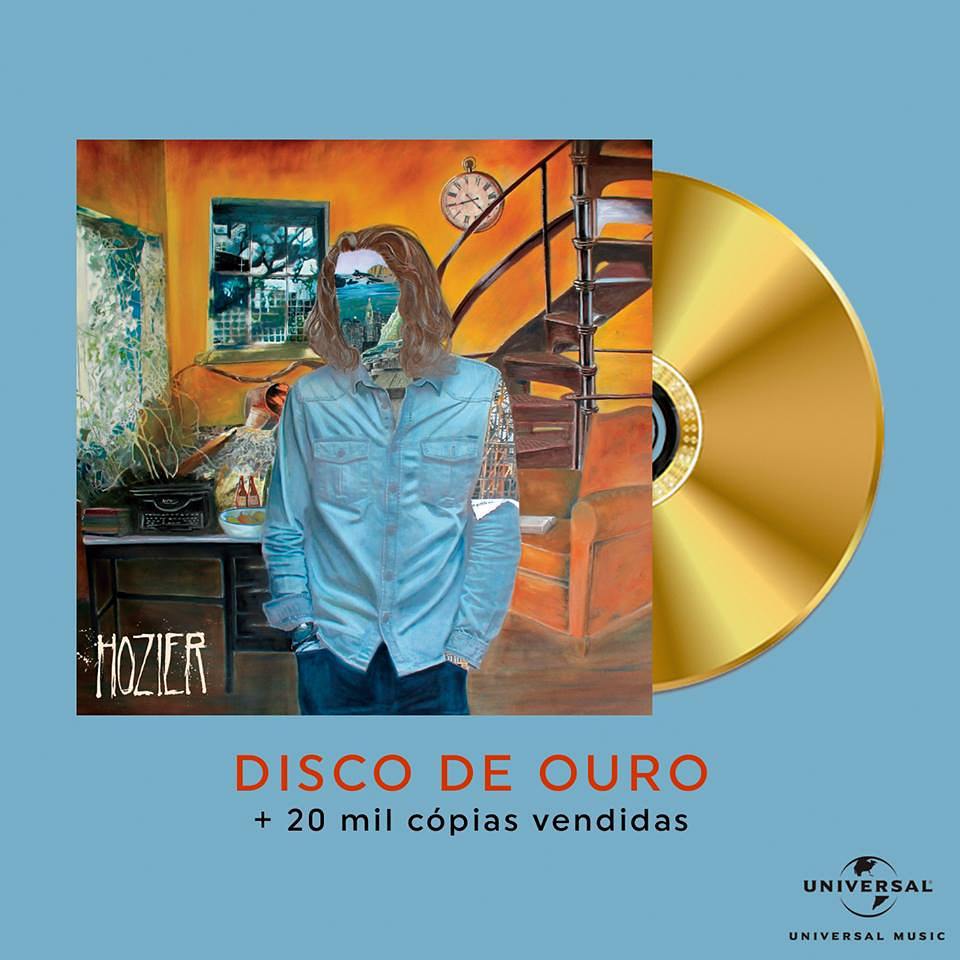 HOZIER
DISCO DE OURO
+ 20 mil cópias vendidas
UNIVERSAL
UNIVERSAL MUSIC